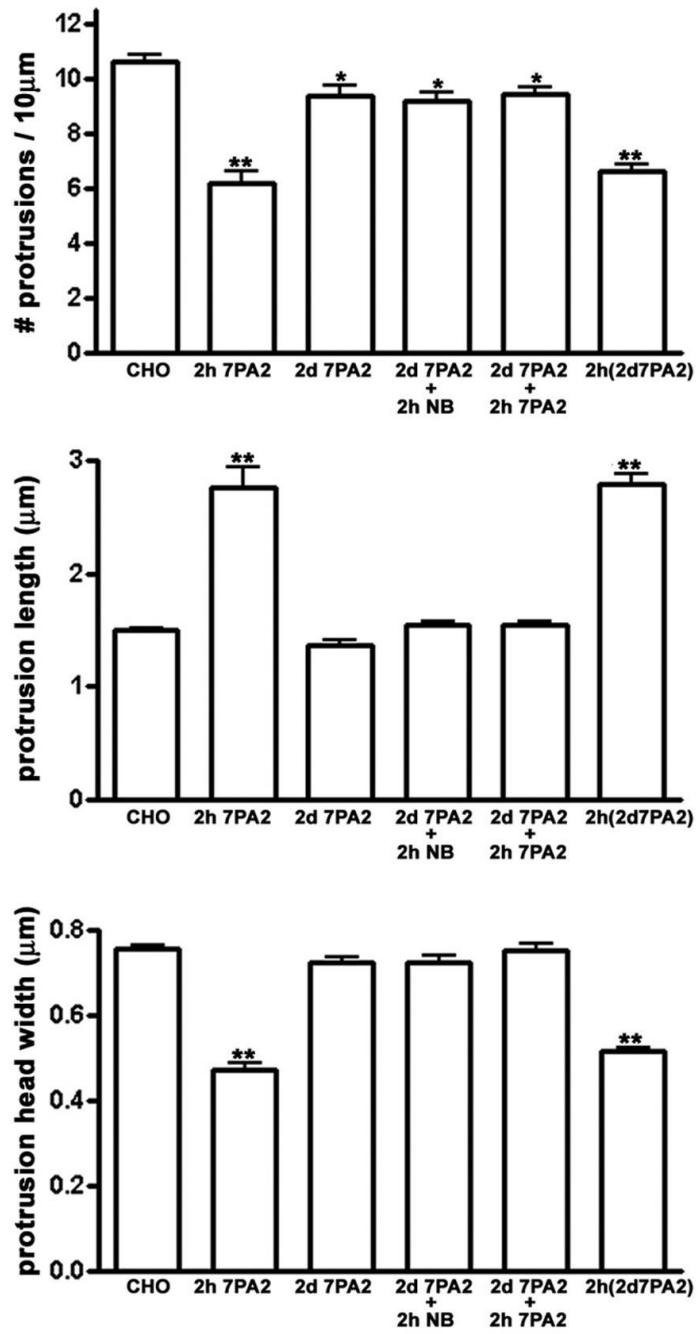 # protrusions / 10μm
12
10
8
6
4
2
0
**
*
*
*
**
CHO
2h 7PA2
2d 7PA2
2d 7PA2
+
2h NB
2d 7PA2
+
2h 7PA2
2h(2d7PA2)
protrusion length (μm)
3
2
1
0
**
**
CHO
2h 7PA2
2d 7PA2
2d 7PA2
+
2h NB
2d 7PA2
+
2h 7PA2
2h(2d7PA2)
protrusion head width (μm)
0.8
0.6
0.4
0.2
0.0
**
**
CHO
2h 7PA2
2d 7PA2
2d 7PA2
+
2h NB
2d 7PA2
+
2h 7PA2
2h(2d7PA2)